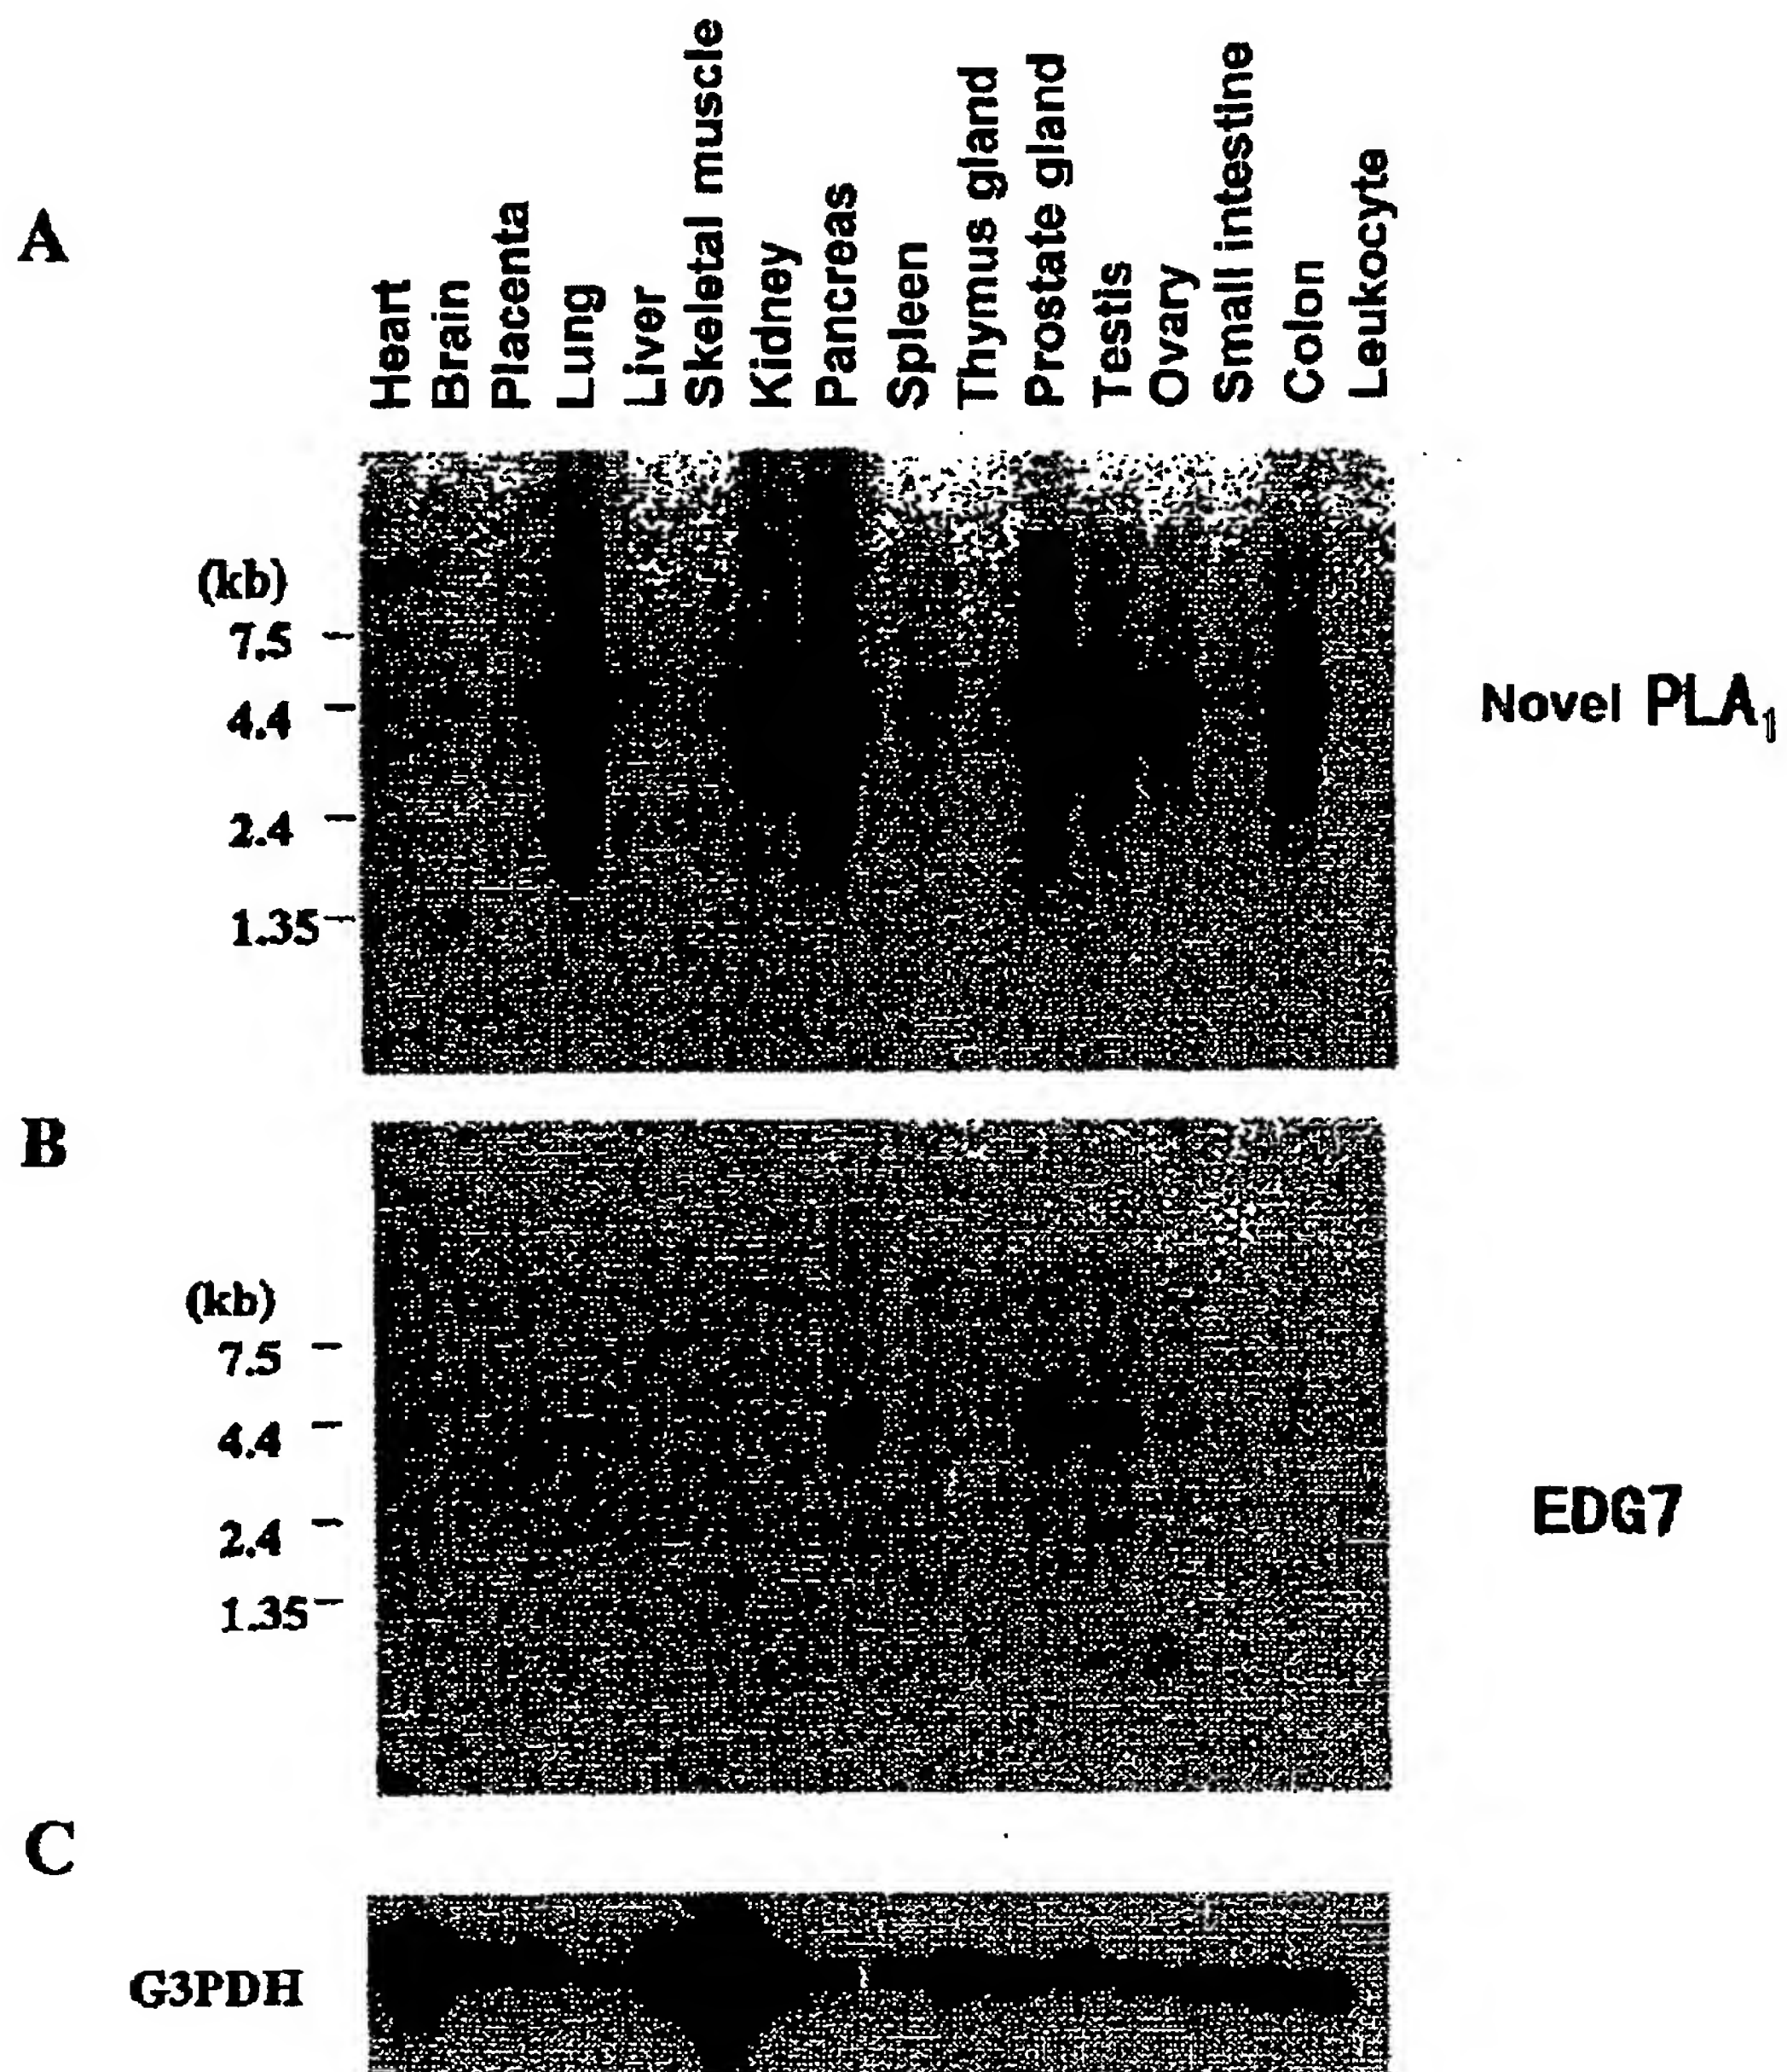 A
Heart
Brain
Placenta
Lung
Liver
Skeletal muscle
Kidney
Pancreas
Spleen
Thymus gland
Prostate gland
Testis
Ovary
Small intestine
Colon
Leukocyte
(kb)
7.5
4.4
2.4
1.35
Novel PLA₁
B
(kb)
7.5
4.4
2.4
1.35
EDG7
C
G3PDH